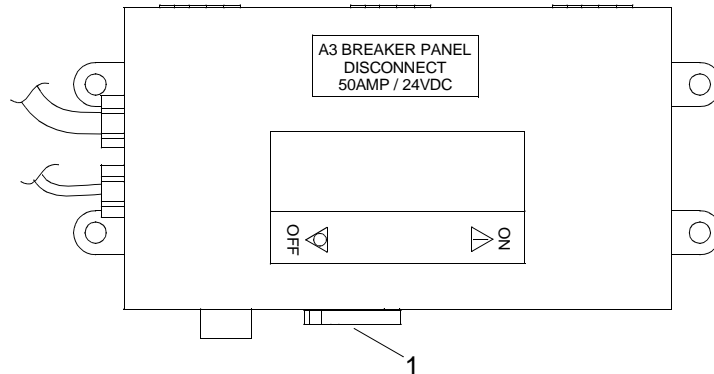 A3 BREAKER PANEL
DISCONNECT
50AMP / 24VDC
OFF
ON
1